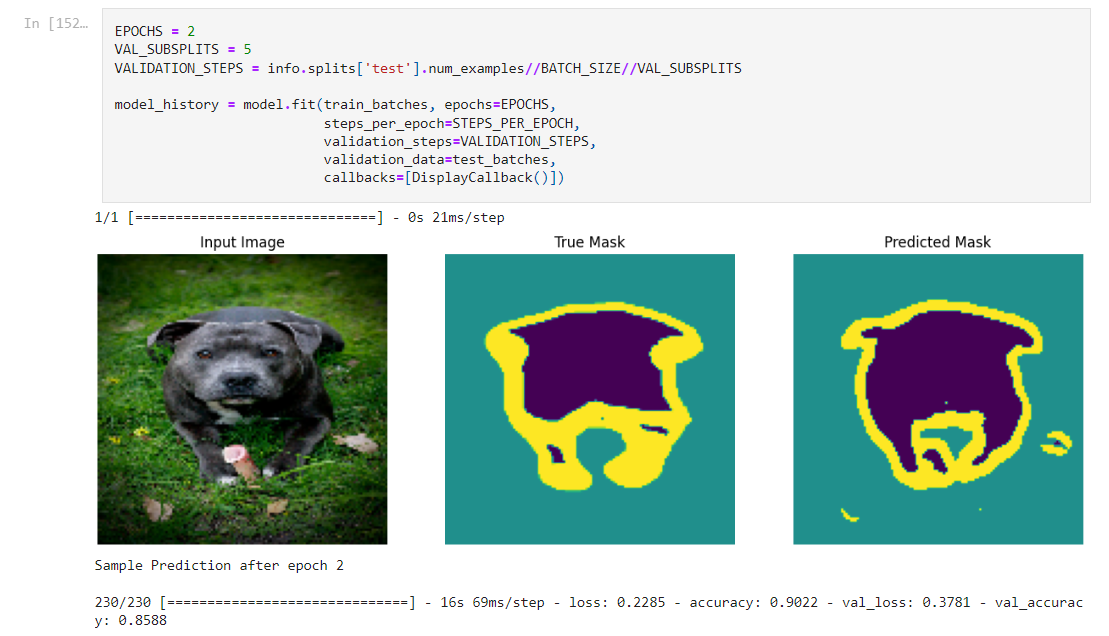 In [152…
EPOCHS = 2
VAL_SUBSPLITS = 5
VALIDATION_STEPS = info.splits['test'].num_examples//BATCH_SIZE//VAL_SUBSPLITS
model_history = model.fit(train_batches, epochs=EPOCHS,
steps_per_epoch=STEPS_PER_EPOCH,
validation_steps=VALIDATION_STEPS,
validation_data=test_batches,
callbacks=[DisplayCallback()])
1/1 [==============================] - 0s 21ms/step
Input Image True Mask Predicted Mask
Sample Prediction after epoch 2
230/230 [==============================] - 16s 69ms/step - loss: 0.2285 - accuracy: 0.9022 - val_loss: 0.3781 - val_accurac
y: 0.8588